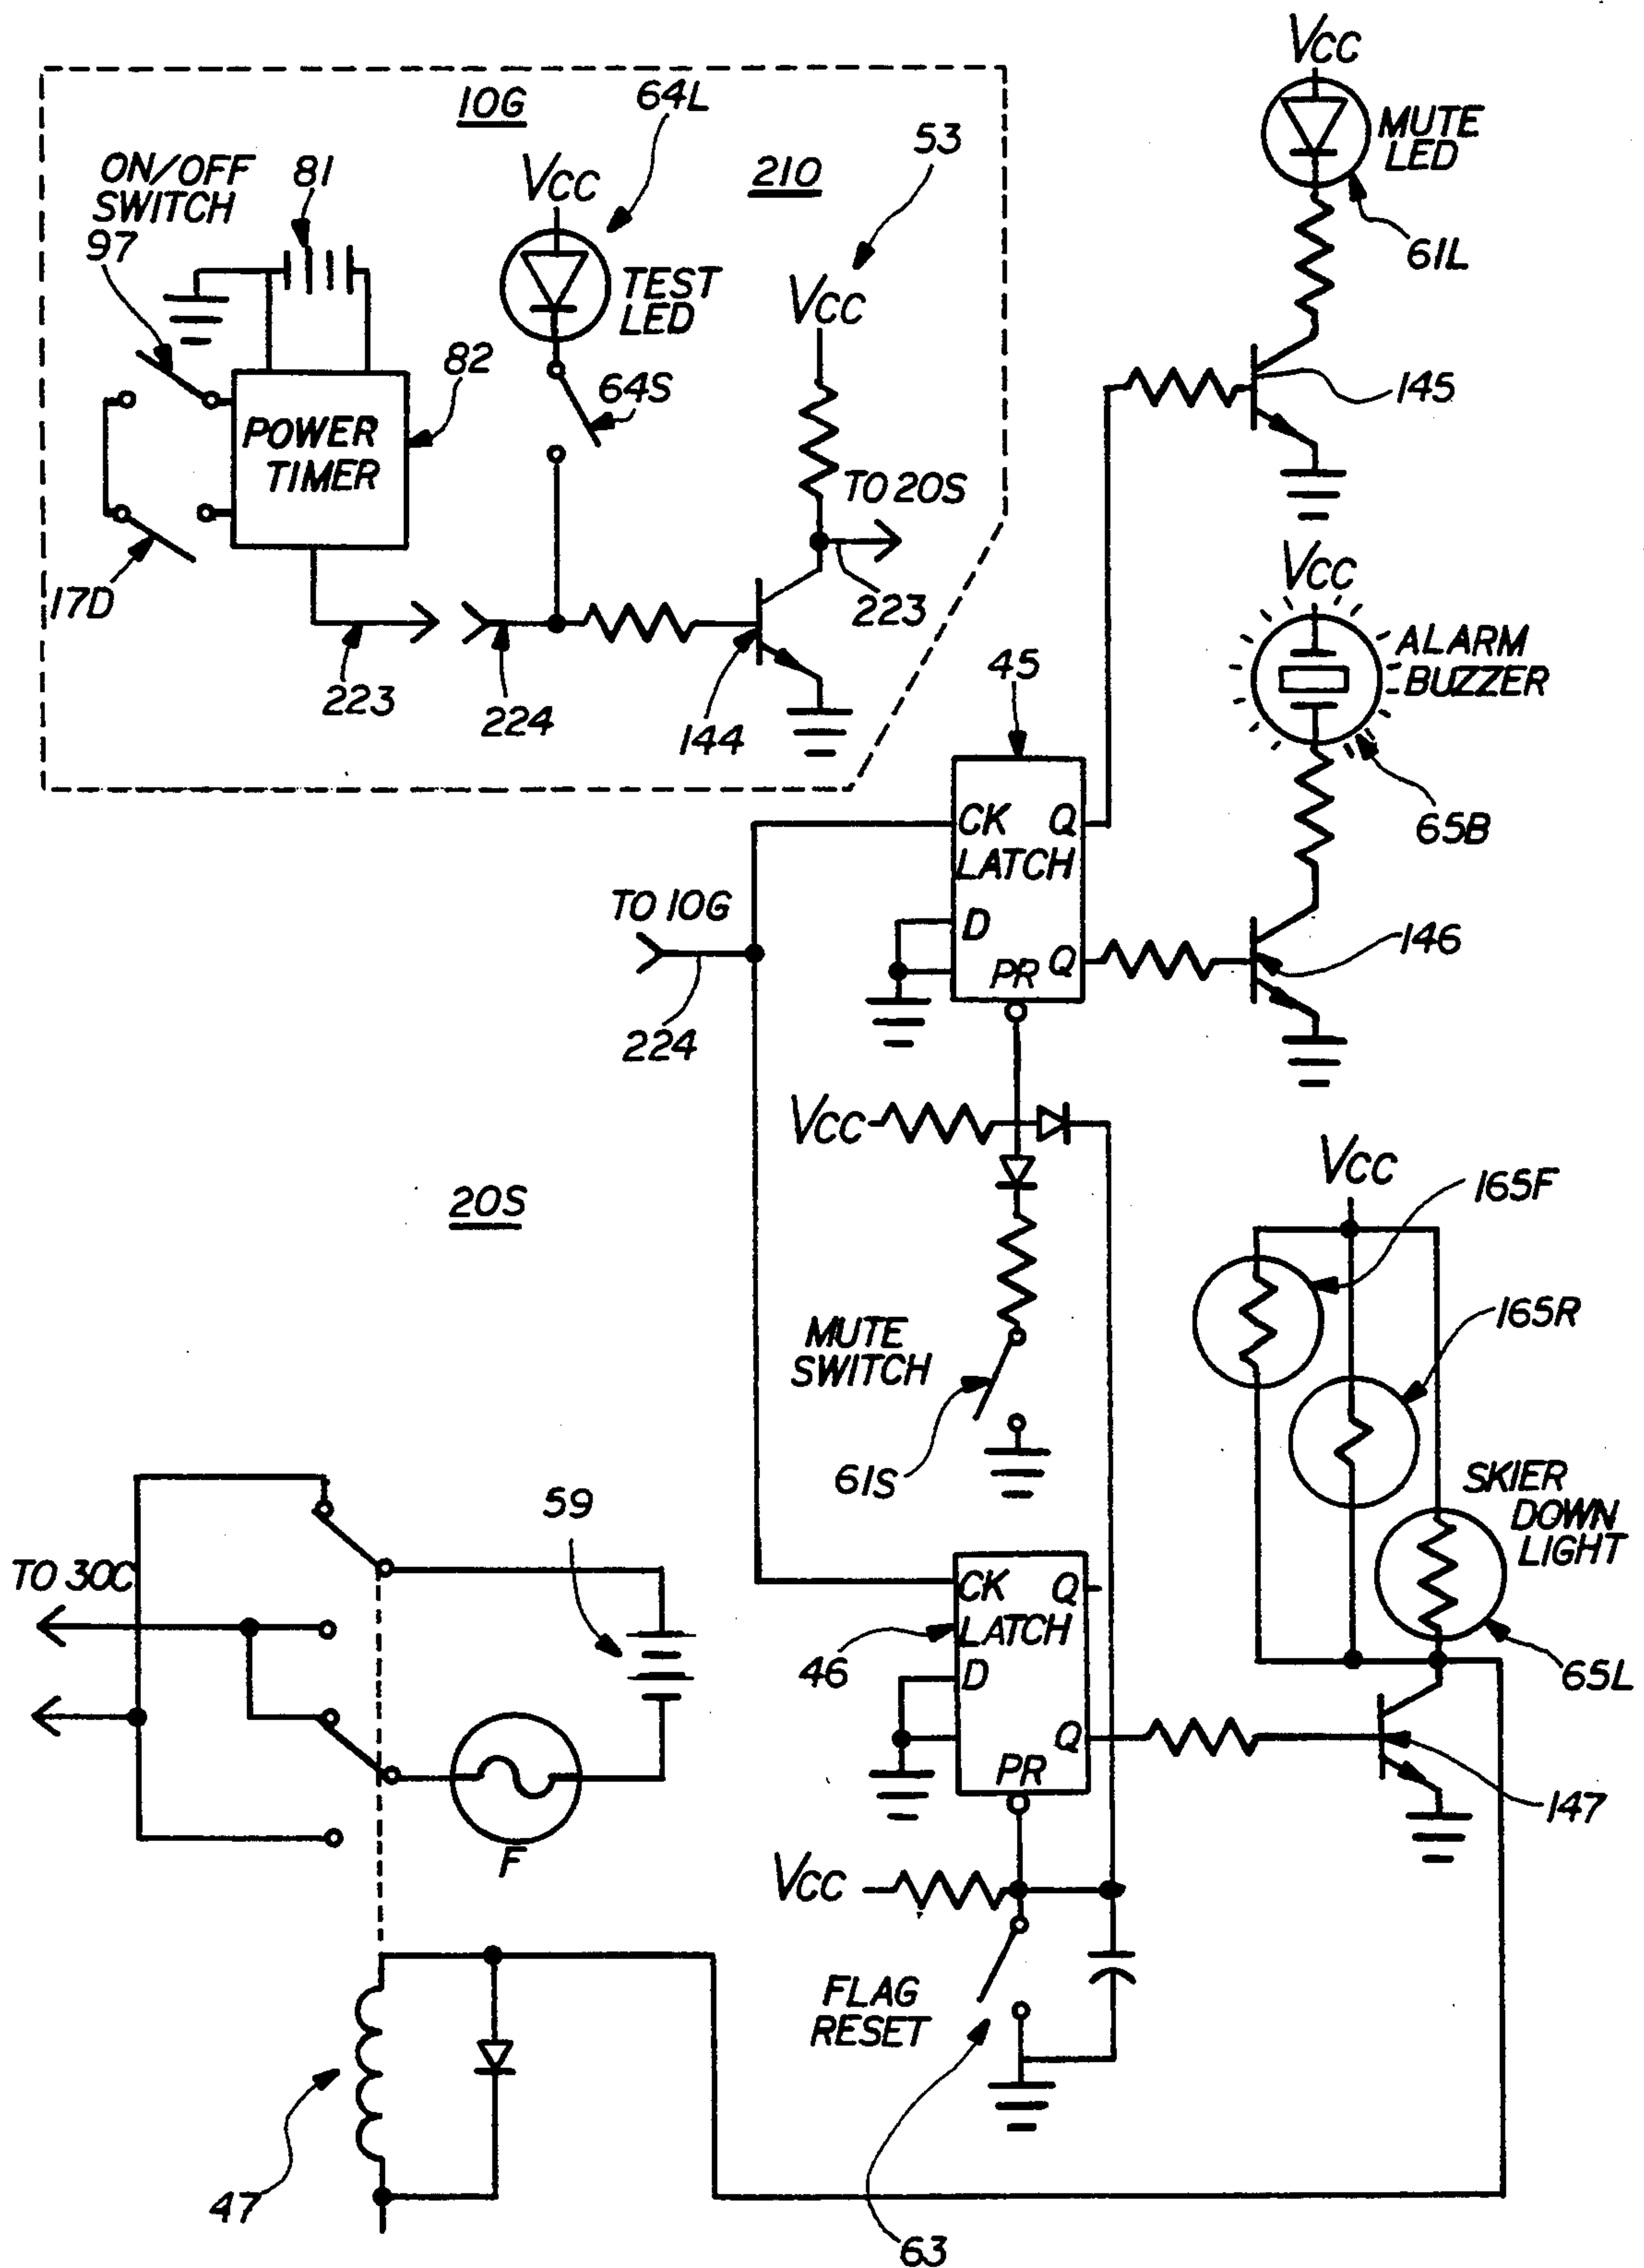 10G
64L
53
ON/OFF
SWITCH
97
81
VCC
210
TEST
LED
VCC
82
64S
POWER
TIMER
TO 20S
17D
223
223
224
144
VCC
MUTE
LED
61L
145
VCC
ALARM
BUZZER
65B
45
CK Q
LATCH
D
PR Q
TO 10G
224
146
VCC
20S
MUTE
SWITCH
61S
VCC
165F
165R
SKIER
DOWN
LIGHT
65L
59
TO 30C
F
CK Q
LATCH
46
D
Q
PR
147
VCC
FLAG
RESET
47
63